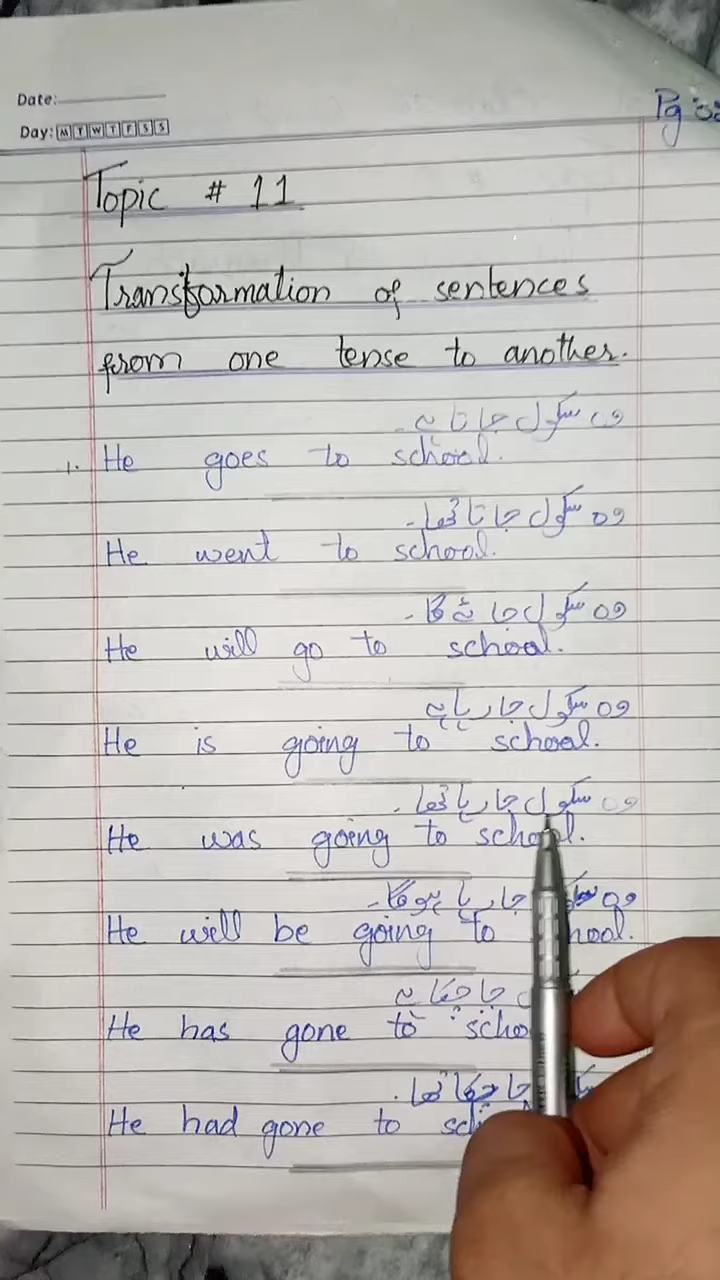 Date:
Day: M T W T F S S
Pg
Topic # 11
Transformation of sentences
from one tense to another.
وہ سکول جاتا ہے۔
1. He goes to school.
وہ سکول جاتا تھا۔
He went to school.
وہ سکول جائے گا۔
He will go to school.
وہ سکول جا رہا ہے
He is going to school.
وہ سکول جا رہا تھا۔
He was going to school.
وہ جا رہا ہوگا۔
He will be going to
جا چکا ہے
He has gone to
جا چکا تھا۔
He had gone to